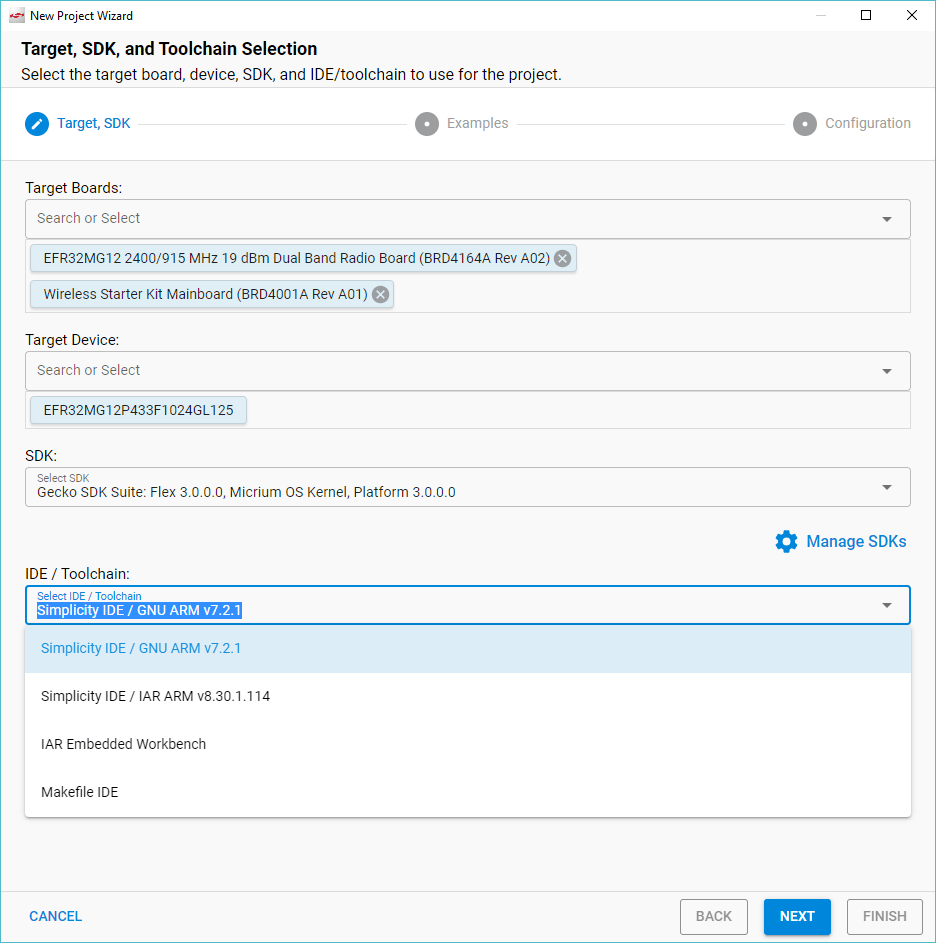 New Project Wizard
Target, SDK, and Toolchain Selection
Select the target board, device, SDK, and IDE/toolchain to use for the project.
Target, SDK
Examples
Configuration
Target Boards:
Search or Select
EFR32MG12 2400/915 MHz 19 dBm Dual Band Radio Board (BRD4164A Rev A02)
Wireless Starter Kit Mainboard (BRD4001A Rev A01)
Target Device:
Search or Select
EFR32MG12P433F1024GL125
SDK:
Select SDK
Gecko SDK Suite: Flex 3.0.0.0, Micrium OS Kernel, Platform 3.0.0.0
Manage SDKs
IDE / Toolchain:
Select IDE / Toolchain
Simplicity IDE / GNU ARM v7.2.1
Simplicity IDE / GNU ARM v7.2.1
Simplicity IDE / IAR ARM v8.30.1.114
IAR Embedded Workbench
Makefile IDE
CANCEL
BACK
NEXT
FINISH